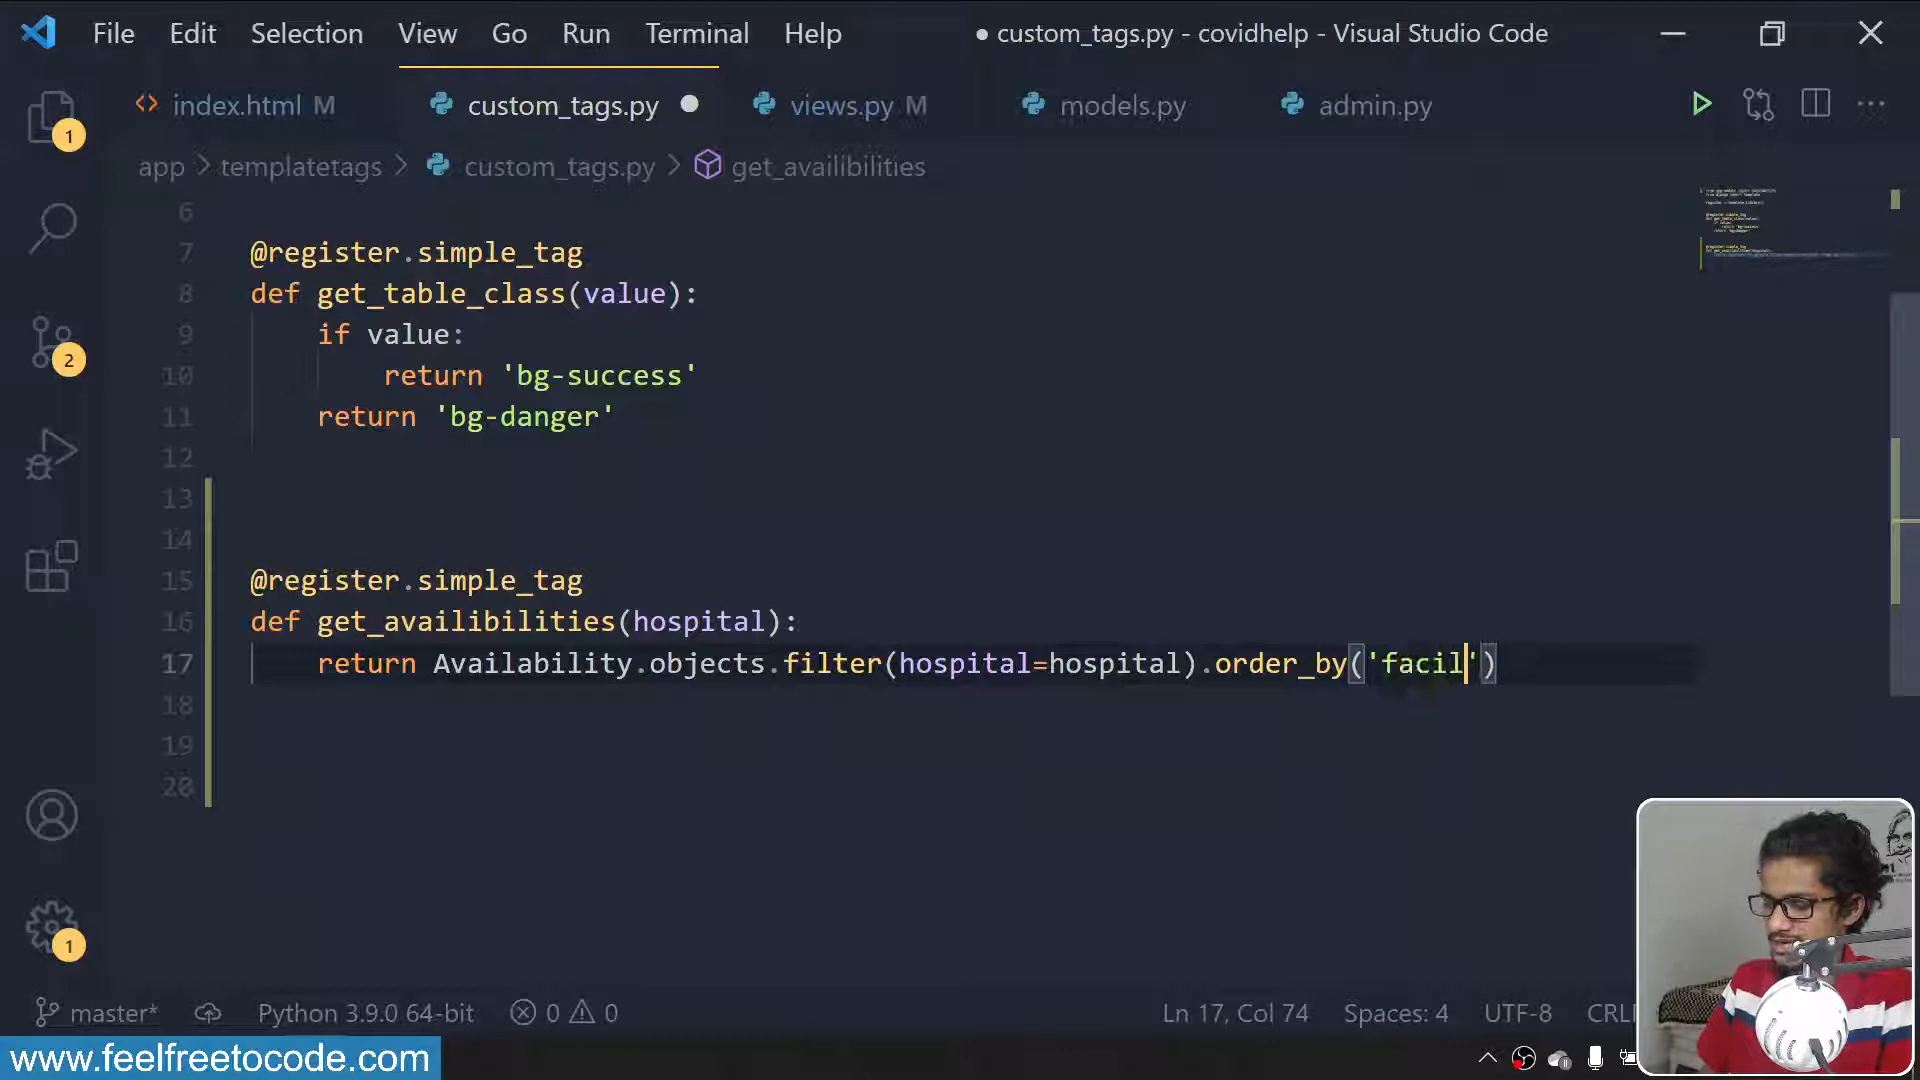 File Edit Selection View Go Run Terminal Help ● custom_tags.py - covidhelp - Visual Studio Code
index.html M custom_tags.py views.py M models.py admin.py
app > templatetags > custom_tags.py > get_availibilities
6
7 @register.simple_tag
8 def get_table_class(value):
9 if value:
10 return 'bg-success'
11 return 'bg-danger'
12
13
14
15 @register.simple_tag
16 def get_availibilities(hospital):
17 return Availability.objects.filter(hospital=hospital).order_by('facil')
18
19
20
1
2
1
master* Python 3.9.0 64-bit 0 0 Ln 17, Col 74 Spaces: 4 UTF-8
www.feelfreetocode.com